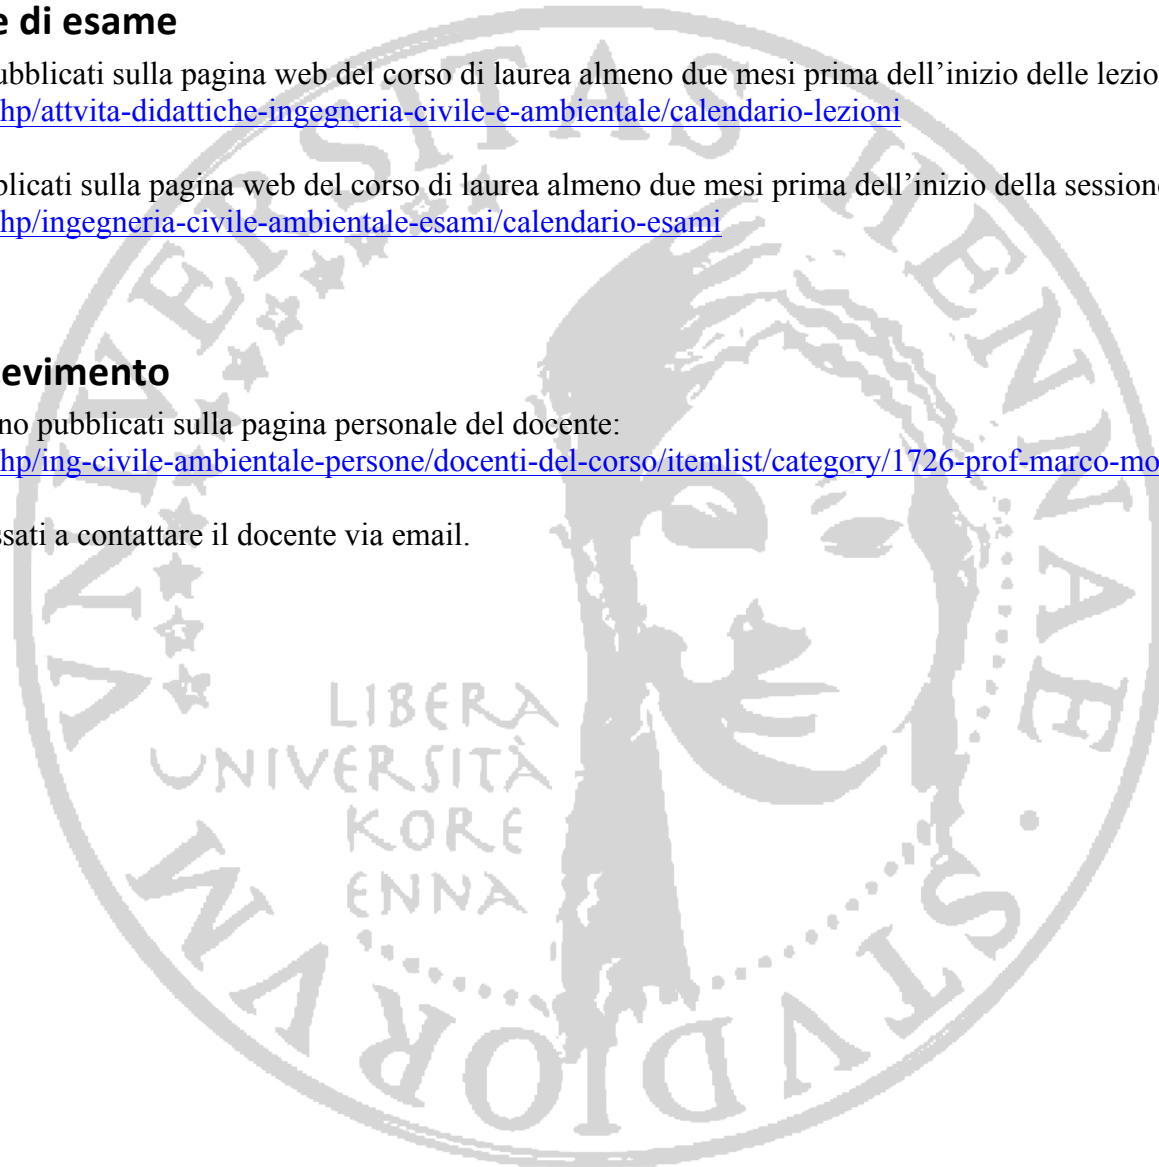 e di esame
ubblicati sulla pagina web del corso di laurea almeno due mesi prima dell’inizio delle lezio
hp/attvita-didattiche-ingegneria-civile-e-ambientale/calendario-lezioni
blicati sulla pagina web del corso di laurea almeno due mesi prima dell’inizio della sessione
hp/ingegneria-civile-ambientale-esami/calendario-esami
evimento
no pubblicati sulla pagina personale del docente:
hp/ing-civile-ambientale-persone/docenti-del-corso/itemlist/category/1726-prof-marco-mo
ssati a contattare il docente via email.
VNIVERSITAS HENNAE · STVDIORVM
LIBERA
UNIVERSITÀ
KORE
ENNA